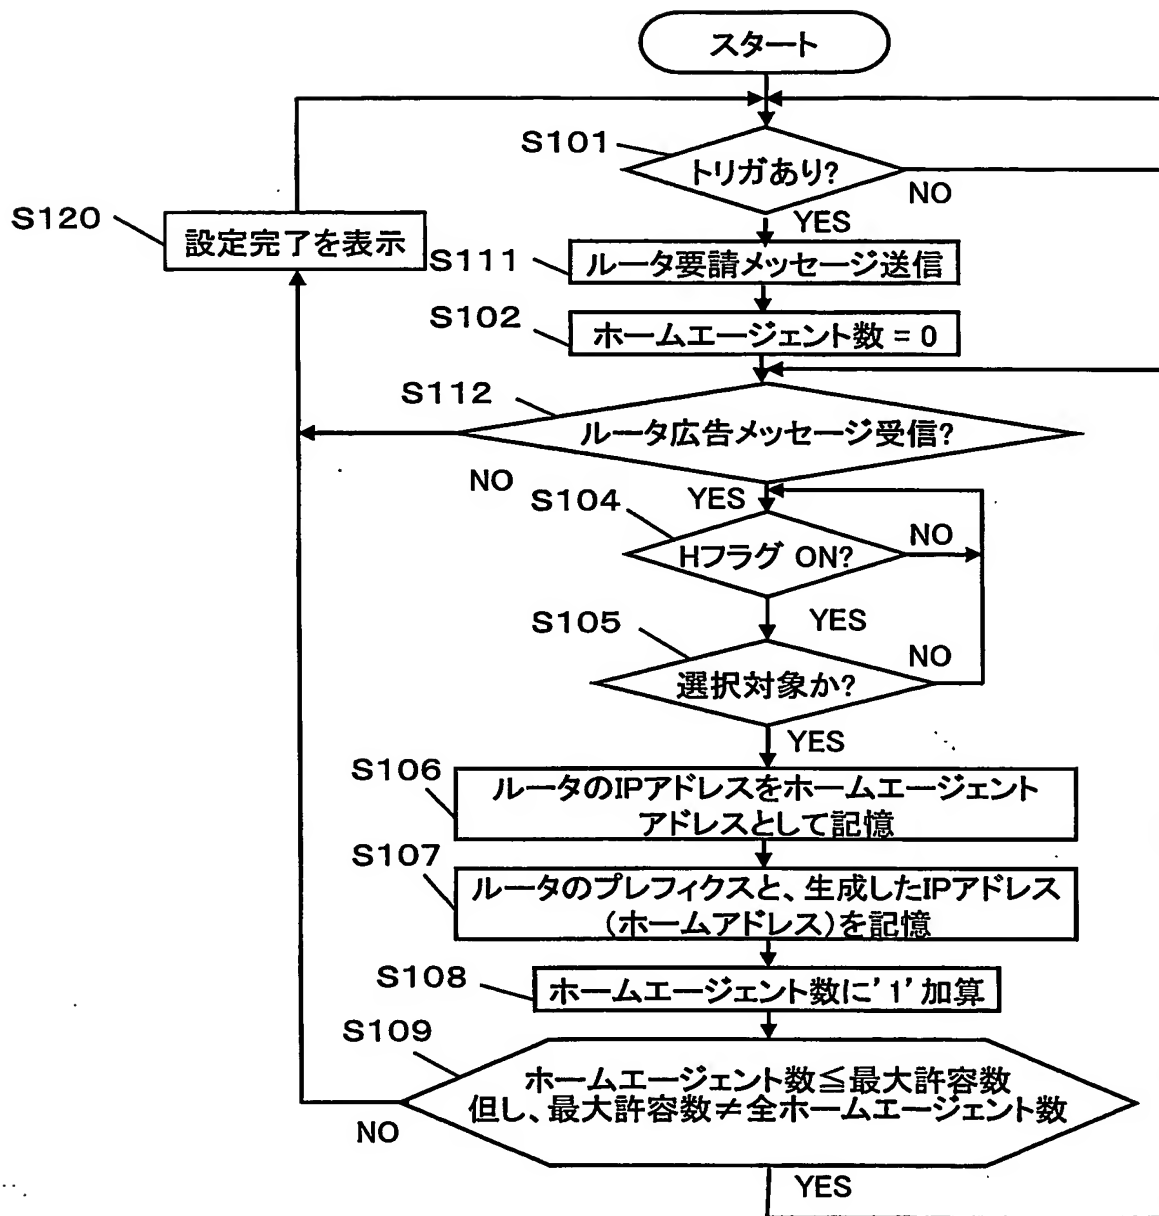 スタート
S101
トリガあり?
NO
YES
S120
設定完了を表示
S111
ルータ要請メッセージ送信
S102
ホームエージェント数 = 0
S112
ルータ広告メッセージ受信?
NO
YES
S104
Hフラグ ON?
NO
YES
S105
選択対象か?
NO
YES
S106
ルータのIPアドレスをホームエージェント
アドレスとして記憶
S107
ルータのプレフィクスと、生成したIPアドレス
(ホームアドレス)を記憶
S108
ホームエージェント数に'1'加算
S109
ホームエージェント数≦最大許容数
但し、最大許容数≠全ホームエージェント数
NO
YES